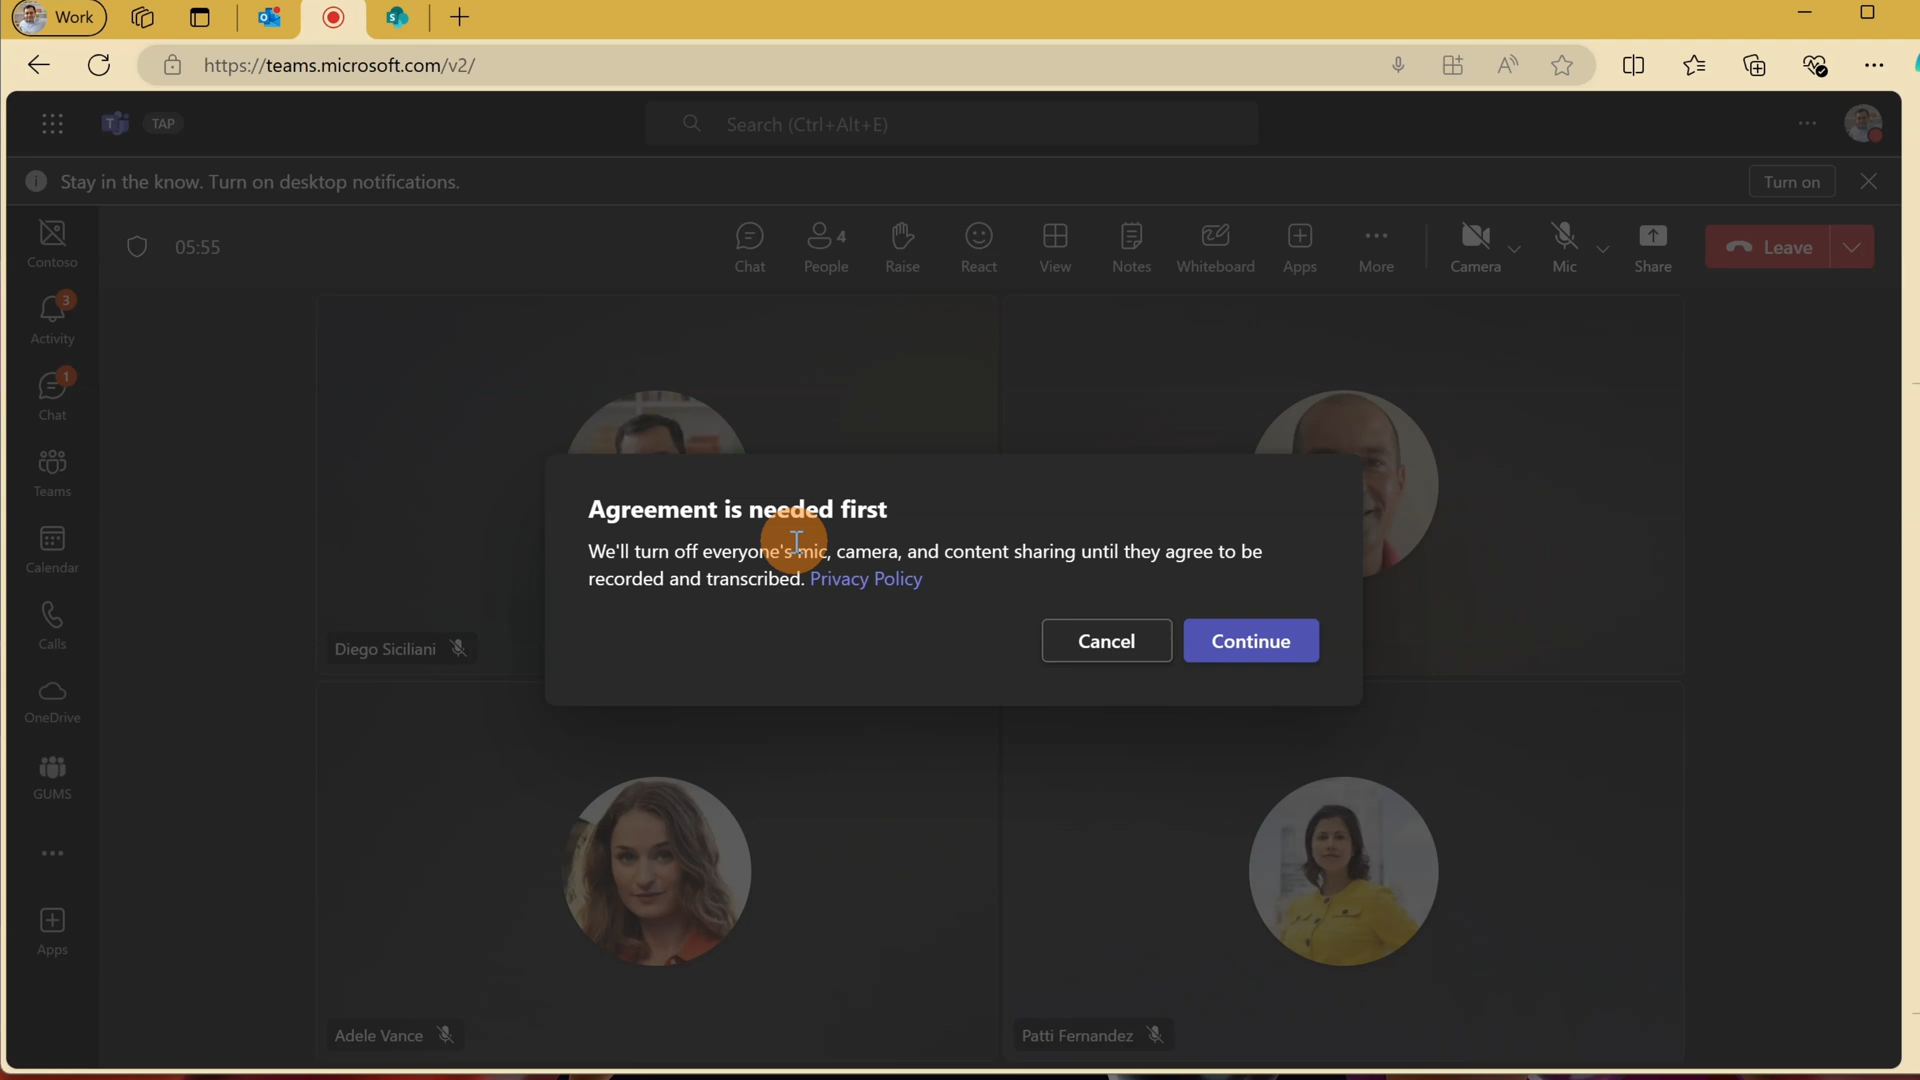 Work
https://teams.microsoft.com/v2/
TAP
Search (Ctrl+Alt+E)
Stay in the know. Turn on desktop notifications.
Turn on
Contoso
05:55
Chat
4
People
Raise
React
View
Notes
Whiteboard
Apps
More
Camera
Mic
Share
Leave
3
Activity
1
Chat
Teams
Calendar
Calls
OneDrive
GUMS
Apps
Agreement is needed first
We'll turn off everyone's mic, camera, and content sharing until they agree to be
recorded and transcribed. Privacy Policy
Cancel
Continue
Diego Siciliani
Adele Vance
Patti Fernandez